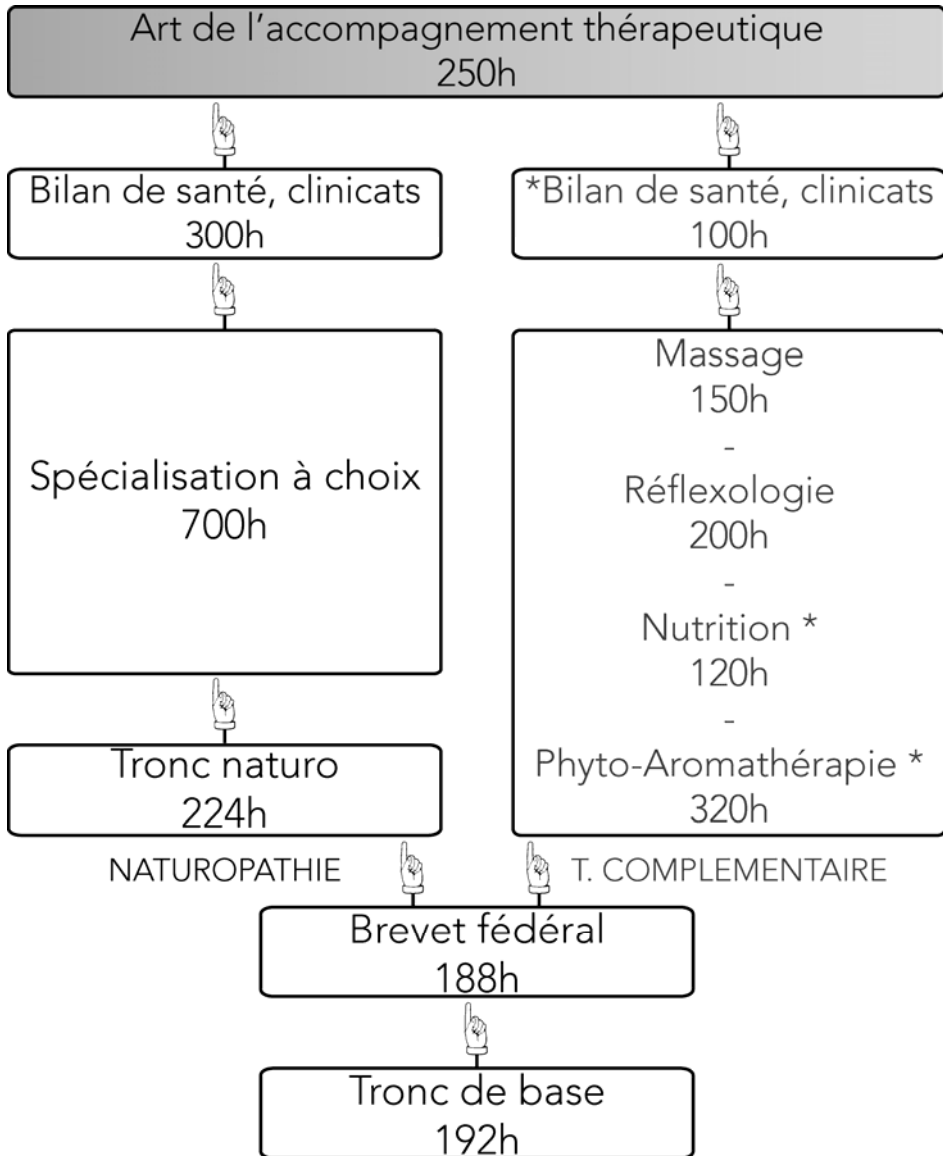 Art de l'accompagnement thérapeutique
250h
Bilan de santé, clinicats
300h
*Bilan de santé, clinicats
100h
Spécialisation à choix
700h
Massage
150h
-
Réflexologie
200h
-
Nutrition *
120h
-
Phyto-Aromathérapie *
320h
Tronc naturo
224h
NATUROPATHIE
T. COMPLEMENTAIRE
Brevet fédéral
188h
Tronc de base
192h